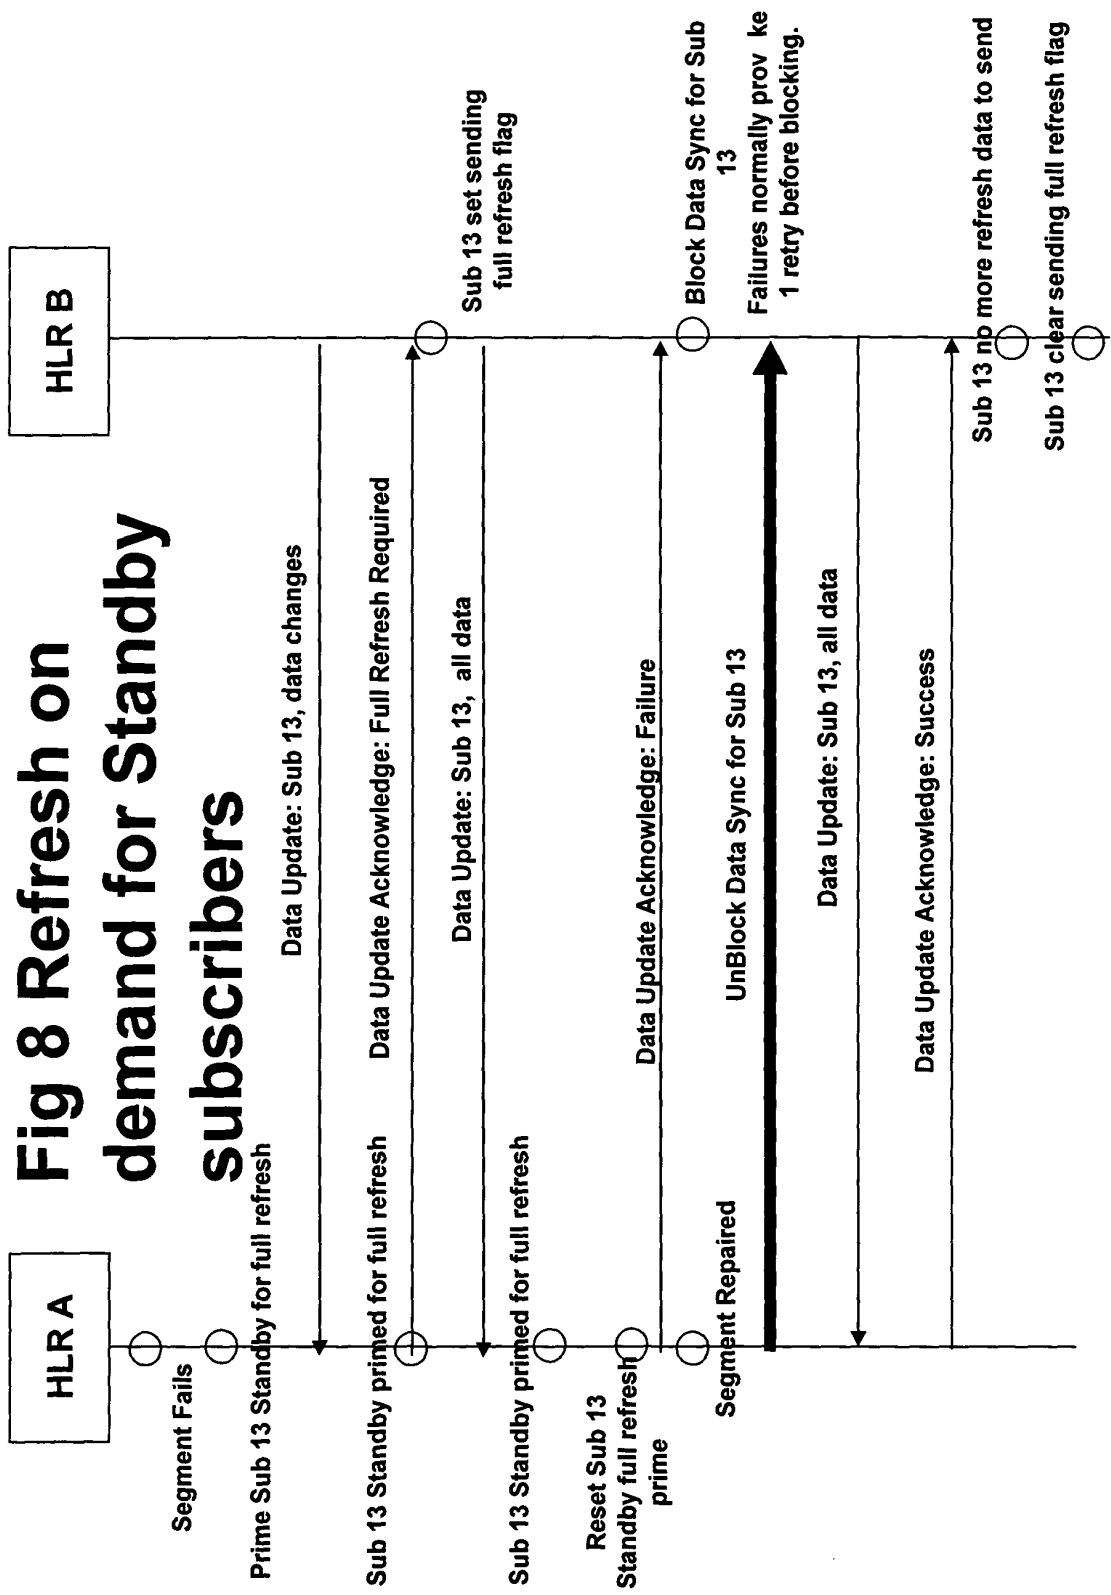 Fig 8 Refresh on
demand for Standby
subscribers
HLR A
HLR B
Segment Fails
Prime Sub 13 Standby for full refresh
Data Update: Sub 13, data changes
Sub 13 Standby primed for full refresh
Data Update Acknowledge: Full Refresh Required
Sub 13 set sending
full refresh flag
Data Update: Sub 13, all data
Sub 13 Standby primed for full refresh
Reset Sub 13
Standby full refresh
prime
Data Update Acknowledge: Failure
Block Data Sync for Sub
13
Segment Repaired
UnBlock Data Sync for Sub 13
Failures normally prov ke
1 retry before blocking.
Data Update: Sub 13, all data
Data Update Acknowledge: Success
Sub 13 no more refresh data to send
Sub 13 clear sending full refresh flag